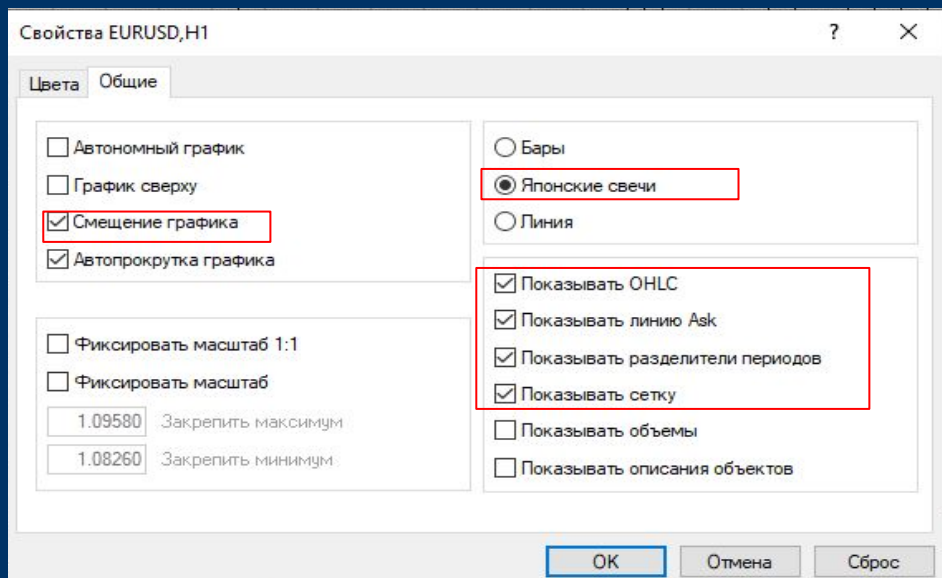 Свойства EURUSD,H1
?
Цвета
Общие
Автономный график
График сверху
Смещение графика
Автопрокрутка графика
Фиксировать масштаб 1:1
Фиксировать масштаб
1.09580 Закрепить максимум
1.08260 Закрепить минимум
Бары
Японские свечи
Линия
Показывать OHLC
Показывать линию Ask
Показывать разделители периодов
Показывать сетку
Показывать объемы
Показывать описания объектов
OK
Отмена
Сброс